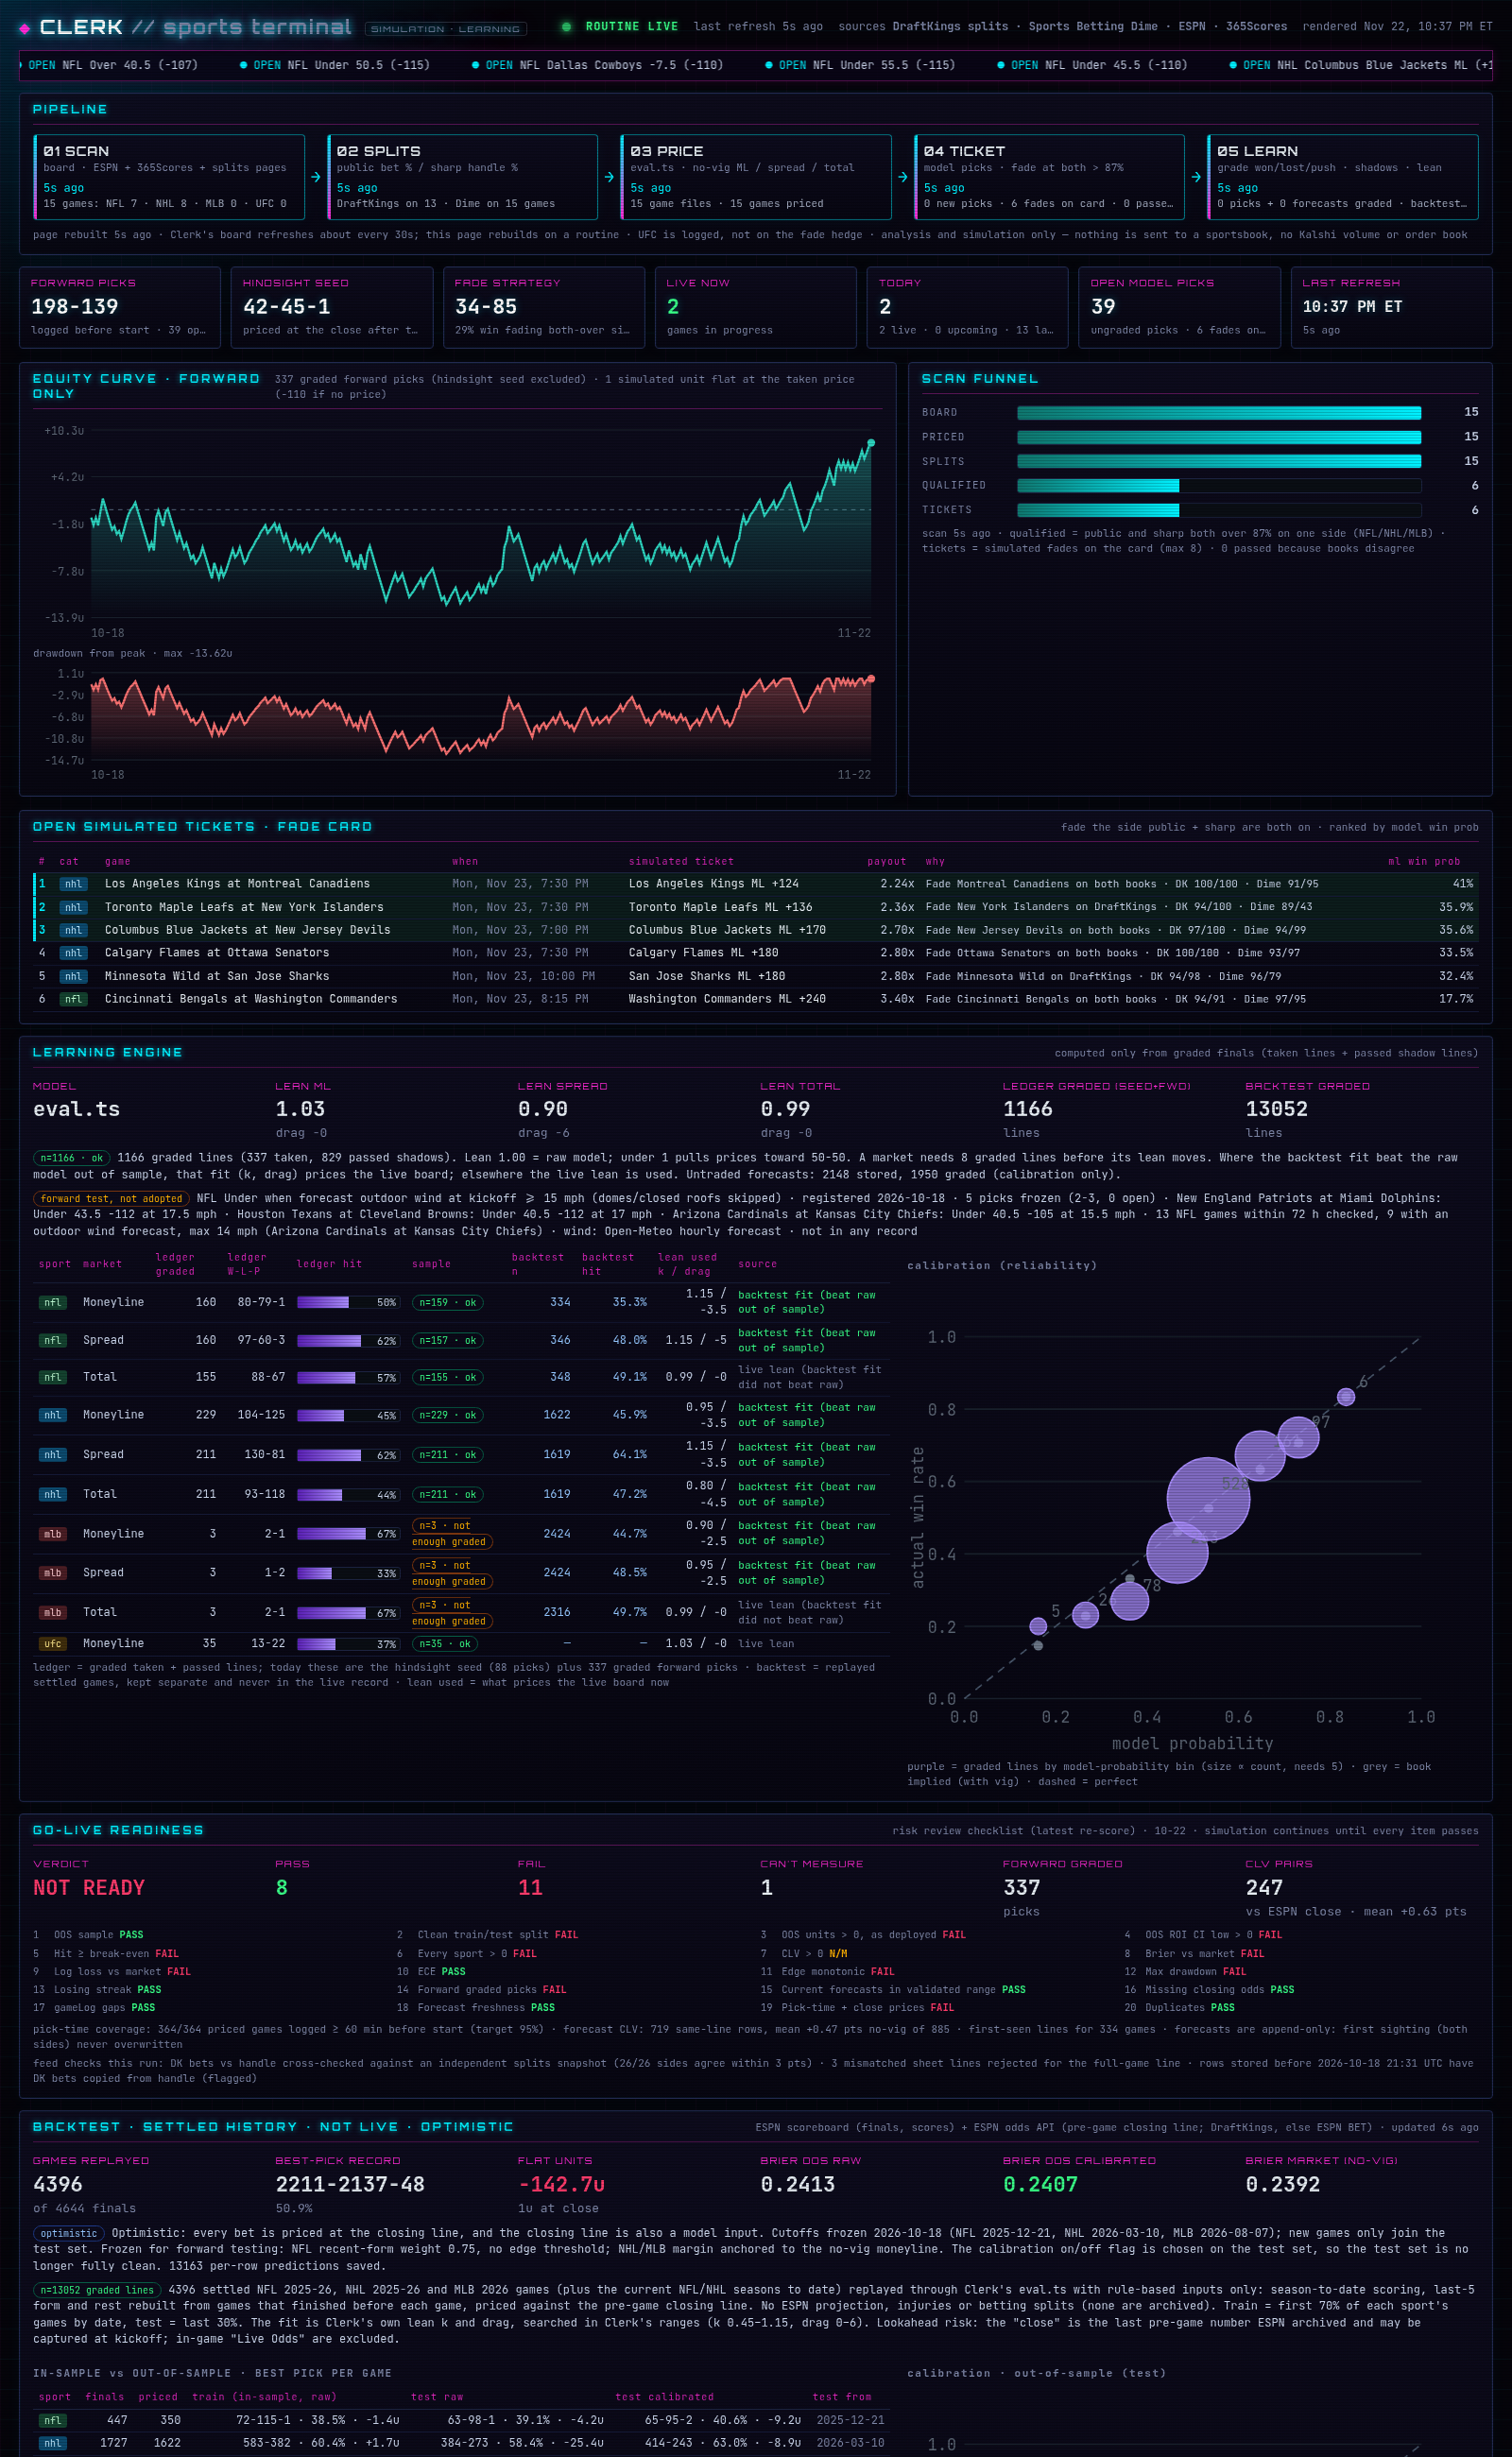 ◆ CLERK // sports terminal SIMULATION · LEARNING ● ROUTINE LIVE last refresh 5s ago sources DraftKings splits · Sports Betting Dime · ESPN · 365Scores rendered Nov 22, 10:37 PM ET
OPEN NFL Over 40.5 (-107) ● OPEN NFL Under 50.5 (-115) ● OPEN NFL Dallas Cowboys -7.5 (-110) ● OPEN NFL Under 55.5 (-115) ● OPEN NFL Under 45.5 (-110) ● OPEN NHL Columbus Blue Jackets ML
PIPELINE
01 SCAN
board · ESPN + 365Scores + splits pages
5s ago
15 games: NFL 7 · NHL 8 · MLB 0 · UFC 0
→
02 SPLITS
public bet % / sharp handle %
5s ago
DraftKings on 13 · Dime on 15 games
→
03 PRICE
eval.ts · no-vig ML / spread / total
5s ago
15 game files · 15 games priced
→
04 TICKET
model picks · fade at both > 87%
5s ago
0 new picks · 6 fades on card · 0 passe…
→
05 LEARN
grade won/lost/push · shadows · lean
5s ago
0 picks + 0 forecasts graded · backtest…
page rebuilt 5s ago · Clerk's board refreshes about every 30s; this page rebuilds on a routine · UFC is logged, not on the fade hedge · analysis and simulation only — nothing is sent to a sportsbook, no Kalshi volume or order book
FORWARD PICKS
198-139
logged before start · 39 op…
HINDSIGHT SEED
42-45-1
priced at the close after t…
FADE STRATEGY
34-85
29% win fading both-over si…
LIVE NOW
2
games in progress
TODAY
2
2 live · 0 upcoming · 13 la…
OPEN MODEL PICKS
39
ungraded picks · 6 fades on…
LAST REFRESH
10:37 PM ET
5s ago
EQUITY CURVE · FORWARD ONLY
337 graded forward picks (hindsight seed excluded) · 1 simulated unit flat at the taken price (-110 if no price)
+10.3u
+4.2u
-1.8u
-7.8u
-13.9u
10-18 11-22
drawdown from peak · max -13.62u
1.1u
-2.9u
-6.8u
-10.8u
-14.7u
10-18 11-22
SCAN FUNNEL
BOARD 15
PRICED 15
SPLITS 15
QUALIFIED 6
TICKETS 6
scan 5s ago · qualified = public and sharp both over 87% on one side (NFL/NHL/MLB) ·
tickets = simulated fades on the card (max 8) · 0 passed because books disagree
OPEN SIMULATED TICKETS · FADE CARD fade the side public + sharp are both on · ranked by model win prob
# cat game when simulated ticket payout why ml win prob
1 nhl Los Angeles Kings at Montreal Canadiens Mon, Nov 23, 7:30 PM Los Angeles Kings ML +124 2.24x Fade Montreal Canadiens on both books · DK 100/100 · Dime 91/95 41%
2 nhl Toronto Maple Leafs at New York Islanders Mon, Nov 23, 7:30 PM Toronto Maple Leafs ML +136 2.36x Fade New York Islanders on DraftKings · DK 94/100 · Dime 89/43 35.9%
3 nhl Columbus Blue Jackets at New Jersey Devils Mon, Nov 23, 7:00 PM Columbus Blue Jackets ML +170 2.70x Fade New Jersey Devils on both books · DK 97/100 · Dime 94/99 35.6%
4 nhl Calgary Flames at Ottawa Senators Mon, Nov 23, 7:30 PM Calgary Flames ML +180 2.80x Fade Ottawa Senators on both books · DK 100/100 · Dime 93/97 33.5%
5 nhl Minnesota Wild at San Jose Sharks Mon, Nov 23, 10:00 PM San Jose Sharks ML +180 2.80x Fade Minnesota Wild on DraftKings · DK 94/98 · Dime 96/79 32.4%
6 nfl Cincinnati Bengals at Washington Commanders Mon, Nov 23, 8:15 PM Washington Commanders ML +240 3.40x Fade Cincinnati Bengals on both books · DK 94/91 · Dime 97/95 17.7%
LEARNING ENGINE computed only from graded finals (taken lines + passed shadow lines)
MODEL LEAN ML LEAN SPREAD LEAN TOTAL LEDGER GRADED (SEED+FWD) BACKTEST GRADED
eval.ts 1.03 0.90 0.99 1166 13052
drag -0 drag -6 drag -0 lines lines
n=1166 · ok 1166 graded lines (337 taken, 829 passed shadows). Lean 1.00 = raw model; under 1 pulls prices toward 50-50. A market needs 8 graded lines before its lean moves. Where the backtest fit beat the raw
model out of sample, that fit (k, drag) prices the live board; elsewhere the live lean is used. Untraded forecasts: 2148 stored, 1950 graded (calibration only).
forward test, not adopted NFL Under when forecast outdoor wind at kickoff ≥ 15 mph (domes/closed roofs skipped) · registered 2026-10-18 · 5 picks frozen (2-3, 0 open) · New England Patriots at Miami Dolphins:
Under 43.5 -112 at 17.5 mph · Houston Texans at Cleveland Browns: Under 40.5 -112 at 17 mph · Arizona Cardinals at Kansas City Chiefs: Under 40.5 -105 at 15.5 mph · 13 NFL games within 72 h checked, 9 with an
outdoor wind forecast, max 14 mph (Arizona Cardinals at Kansas City Chiefs) · wind: Open-Meteo hourly forecast · not in any record
sport market ledger graded ledger W-L-P ledger hit sample backtest n backtest hit lean used k / drag source
nfl Moneyline 160 80-79-1 50% n=159 · ok 334 35.3% 1.15 / -3.5 backtest fit (beat raw out of sample)
nfl Spread 160 97-60-3 62% n=157 · ok 346 48.0% 1.15 / -5 backtest fit (beat raw out of sample)
nfl Total 155 88-67 57% n=155 · ok 348 49.1% 0.99 / -0 live lean (backtest fit did not beat raw)
nhl Moneyline 229 104-125 45% n=229 · ok 1622 45.9% 0.95 / -3.5 backtest fit (beat raw out of sample)
nhl Spread 211 130-81 62% n=211 · ok 1619 64.1% 1.15 / -3.5 backtest fit (beat raw out of sample)
nhl Total 211 93-118 44% n=211 · ok 1619 47.2% 0.80 / -4.5 backtest fit (beat raw out of sample)
mlb Moneyline 3 2-1 67% n=3 · not enough graded 2424 44.7% 0.90 / -2.5 backtest fit (beat raw out of sample)
mlb Spread 3 1-2 33% n=3 · not enough graded 2424 48.5% 0.95 / -2.5 backtest fit (beat raw out of sample)
mlb Total 3 2-1 67% n=3 · not enough graded 2316 49.7% 0.99 / -0 live lean (backtest fit did not beat raw)
ufc Moneyline 35 13-22 37% n=35 · ok — — 1.03 / -0 live lean
ledger = graded taken + passed lines; today these are the hindsight seed (88 picks) plus 337 graded forward picks · backtest = replayed
settled games, kept separate and never in the live record · lean used = what prices the live board now
calibration (reliability)
1.0
0.8
0.6
0.4
0.2
0.0
actual win rate
5
78
6
0.0 0.2 0.4 0.6 0.8 1.0
model probability
purple = graded lines by model-probability bin (size ∝ count, needs 5) · grey = book
implied (with vig) · dashed = perfect
GO-LIVE READINESS risk review checklist (latest re-score) · 10-22 · simulation continues until every item passes
VERDICT PASS FAIL CAN'T MEASURE FORWARD GRADED CLV PAIRS
NOT READY 8 11 1 337 247
picks vs ESPN close · mean +0.63 pts
1 OOS sample PASS 2 Clean train/test split FAIL 3 OOS units > 0, as deployed FAIL 4 OOS ROI CI low > 0 FAIL
5 Hit ≥ break-even FAIL 6 Every sport > 0 FAIL 7 CLV > 0 N/M 8 Brier vs market FAIL
9 Log loss vs market FAIL 10 ECE PASS 11 Edge monotonic FAIL 12 Max drawdown FAIL
13 Losing streak PASS 14 Forward graded picks FAIL 15 Current forecasts in validated range PASS 16 Missing closing odds PASS
17 gameLog gaps PASS 18 Forecast freshness PASS 19 Pick-time + close prices FAIL 20 Duplicates PASS
pick-time coverage: 364/364 priced games logged ≥ 60 min before start (target 95%) · forecast CLV: 719 same-line rows, mean +0.47 pts no-vig of 885 · first-seen lines for 334 games · forecasts are append-only: first sighting (both
sides) never overwritten
feed checks this run: DK bets vs handle cross-checked against an independent splits snapshot (26/26 sides agree within 3 pts) · 3 mismatched sheet lines rejected for the full-game line · rows stored before 2026-10-18 21:31 UTC have
DK bets copied from handle (flagged)
BACKTEST · SETTLED HISTORY · NOT LIVE · OPTIMISTIC ESPN scoreboard (finals, scores) + ESPN odds API (pre-game closing line; DraftKings, else ESPN BET) · updated 6s ago
GAMES REPLAYED BEST-PICK RECORD FLAT UNITS BRIER OOS RAW BRIER OOS CALIBRATED BRIER MARKET (NO-VIG)
4396 2211-2137-48 -142.7u 0.2413 0.2407 0.2392
of 4644 finals 50.9% 1u at close
optimistic Optimistic: every bet is priced at the closing line, and the closing line is also a model input. Cutoffs frozen 2026-10-18 (NFL 2025-12-21, NHL 2026-03-10, MLB 2026-08-07); new games only join the
test set. Frozen for forward testing: NFL recent-form weight 0.75, no edge threshold; NHL/MLB margin anchored to the no-vig moneyline. The calibration on/off flag is chosen on the test set, so the test set is no
longer fully clean. 13163 per-row predictions saved.
n=13052 graded lines 4396 settled NFL 2025-26, NHL 2025-26 and MLB 2026 games (plus the current NFL/NHL seasons to date) replayed through Clerk's eval.ts with rule-based inputs only: season-to-date scoring, last-5
form and rest rebuilt from games that finished before each game, priced against the pre-game closing line. No ESPN projection, injuries or betting splits (none are archived). Train = first 70% of each sport's
games by date, test = last 30%. The fit is Clerk's own lean k and drag, searched in Clerk's ranges (k 0.45–1.15, drag 0–6). Lookahead risk: the "close" is the last pre-game number ESPN archived and may be
captured at kickoff; in-game "Live Odds" are excluded.
IN-SAMPLE vs OUT-OF-SAMPLE · BEST PICK PER GAME
sport finals priced train (in-sample, raw) test raw test calibrated test from
nfl 447 350 72-115-1 · 38.5% · -1.4u 63-98-1 · 39.1% · -4.2u 65-95-2 · 40.6% · -9.2u 2025-12-21
nhl 1727 1622 583-382 · 60.4% · +1.7u 384-273 · 58.4% · -25.4u 414-243 · 63.0% · -8.9u 2026-03-10
calibration · out-of-sample (test)
1.0